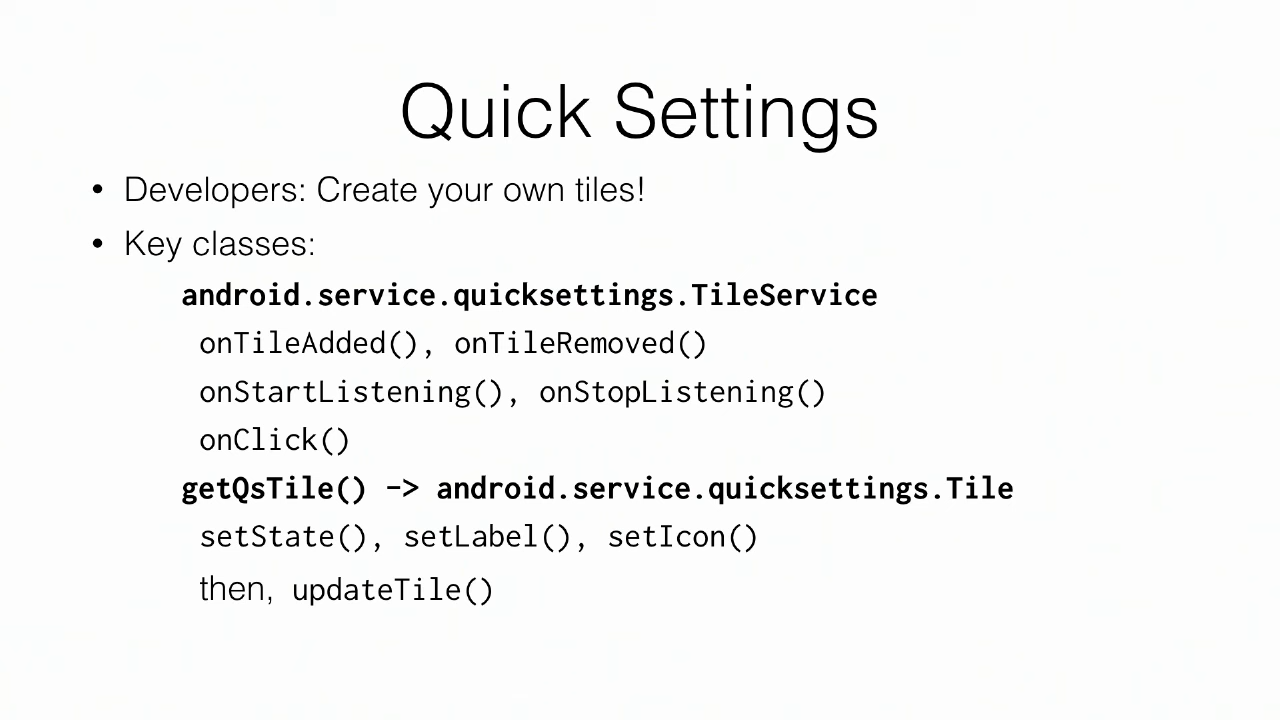 Quick Settings
• Developers: Create your own tiles!
• Key classes:
android.service.quicksettings.TileService
onTileAdded(), onTileRemoved()
onStartListening(), onStopListening()
onClick()
getQsTile() -> android.service.quicksettings.Tile
setState(), setLabel(), setIcon()
then, updateTile()